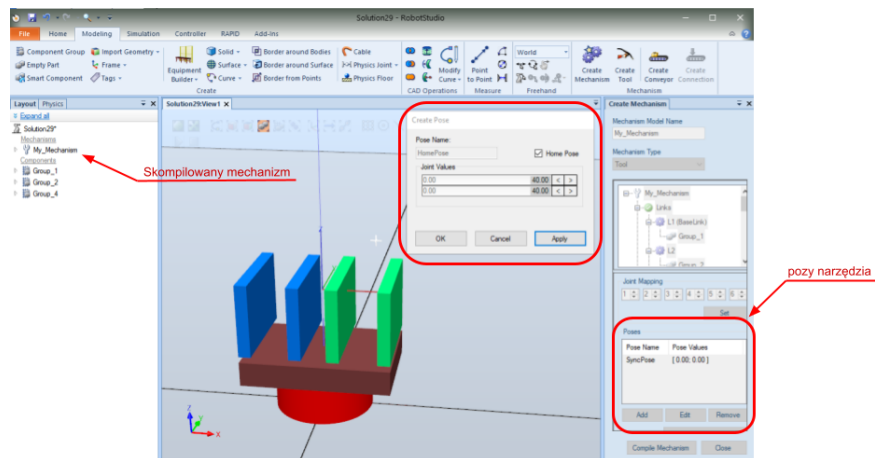 Solution29 - RobotStudio
File Home Modeling Simulation Controller RAPID Add-Ins
Component Group Import Geometry
Empty Part Frame
Smart Component Tags
Equipment Builder
Solid Border around Bodies
Surface Border around Surface
Curve Border from Points
Cable
Physics Joint
Physics Floor
Modify Curve
Point to Point
World
Create Mechanism
Create Tool
Create Conveyor
Create Connection
Create CAD Operations Measure Freehand Mechanism
Layout Physics
Expand all
Solution29*
Mechanisms
My_Mechanism
Components
Group_1
Group_2
Group_4
Skompilowany mechanizm
Solution29:View1 X
Create Pose
Pose Name:
HomePose
Home Pose
Joint Values
0.00 40.00 < >
0.00 40.00 < >
OK Cancel Apply
Z
Y
X
Create Mechanism
Mechanism Model Name
My_Mechanism
Mechanism Type
Tool
My_Mechanism
Links
L1 (BaseLink)
Group_1
L2
Group_2
Joint Mapping
1 2 3 4 5 6
Set
pozy narzędzia
Poses
Pose Name Pose Values
SyncPose [ 0.00; 0.00 ]
Add Edit Remove
Compile Mechanism Close